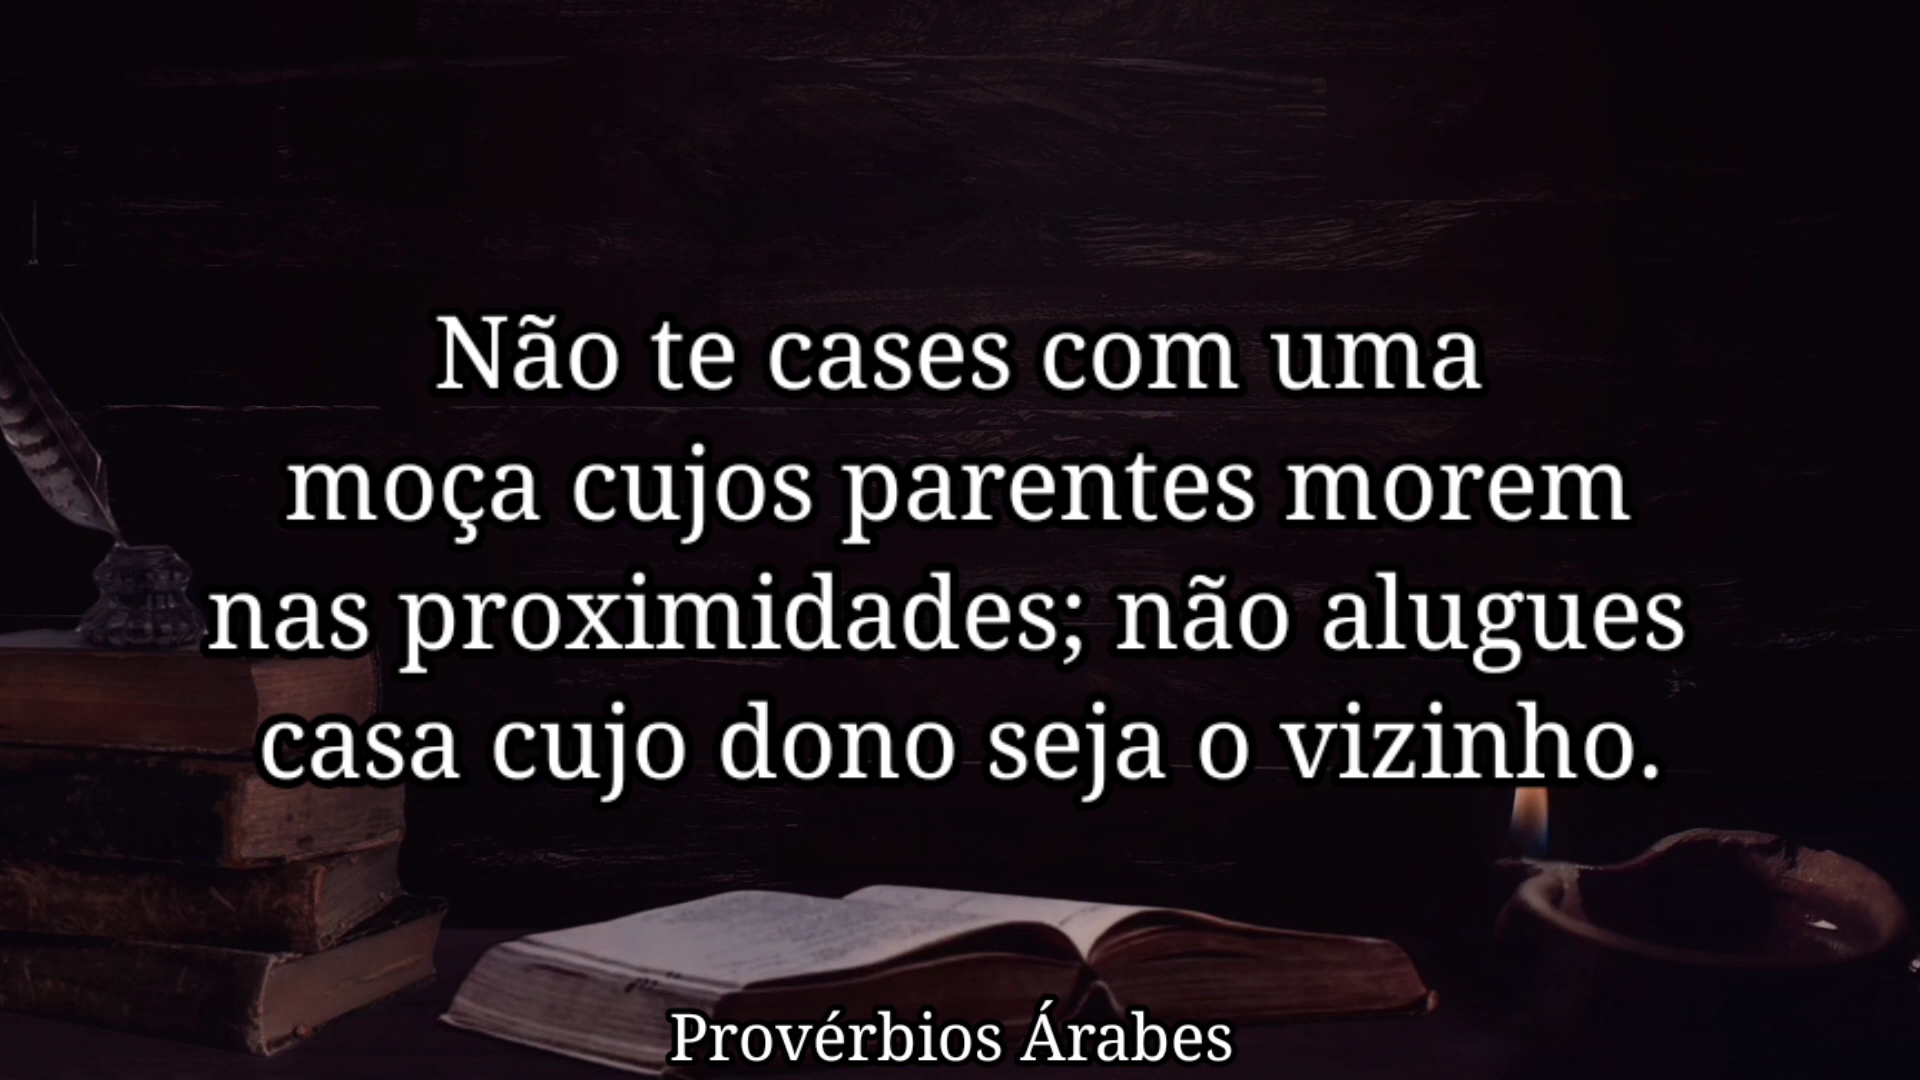 Não te cases com uma
moça cujos parentes morem
nas proximidades; não alugues
casa cujo dono seja o vizinho.
Provérbios Árabes